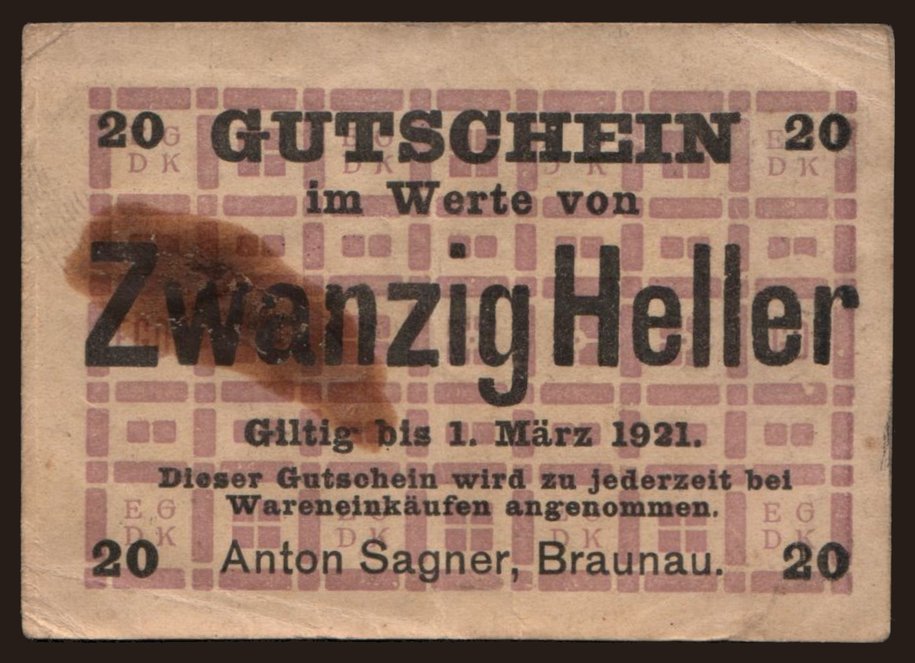 20 GUTSCHEIN 20
im Werte von
Zwanzig Heller
Giltig bis 1. März 1921.
Dieser Gutschein wird zu jederzeit bei
Wareneinkäufen angenommen.
20 Anton Sagner, Braunau. 20
E G
D K
E G
D K
E G
D K
E G
D K